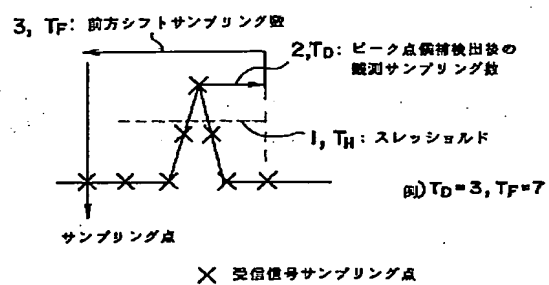 3, TF: 前方シフトサンプリング数
2, TD: ピーク点候補検出後の
観測サンプリング数
1, TH: スレッショルド
例) TD=3, TF=7
サンプリング点
× 受信信号サンプリング点